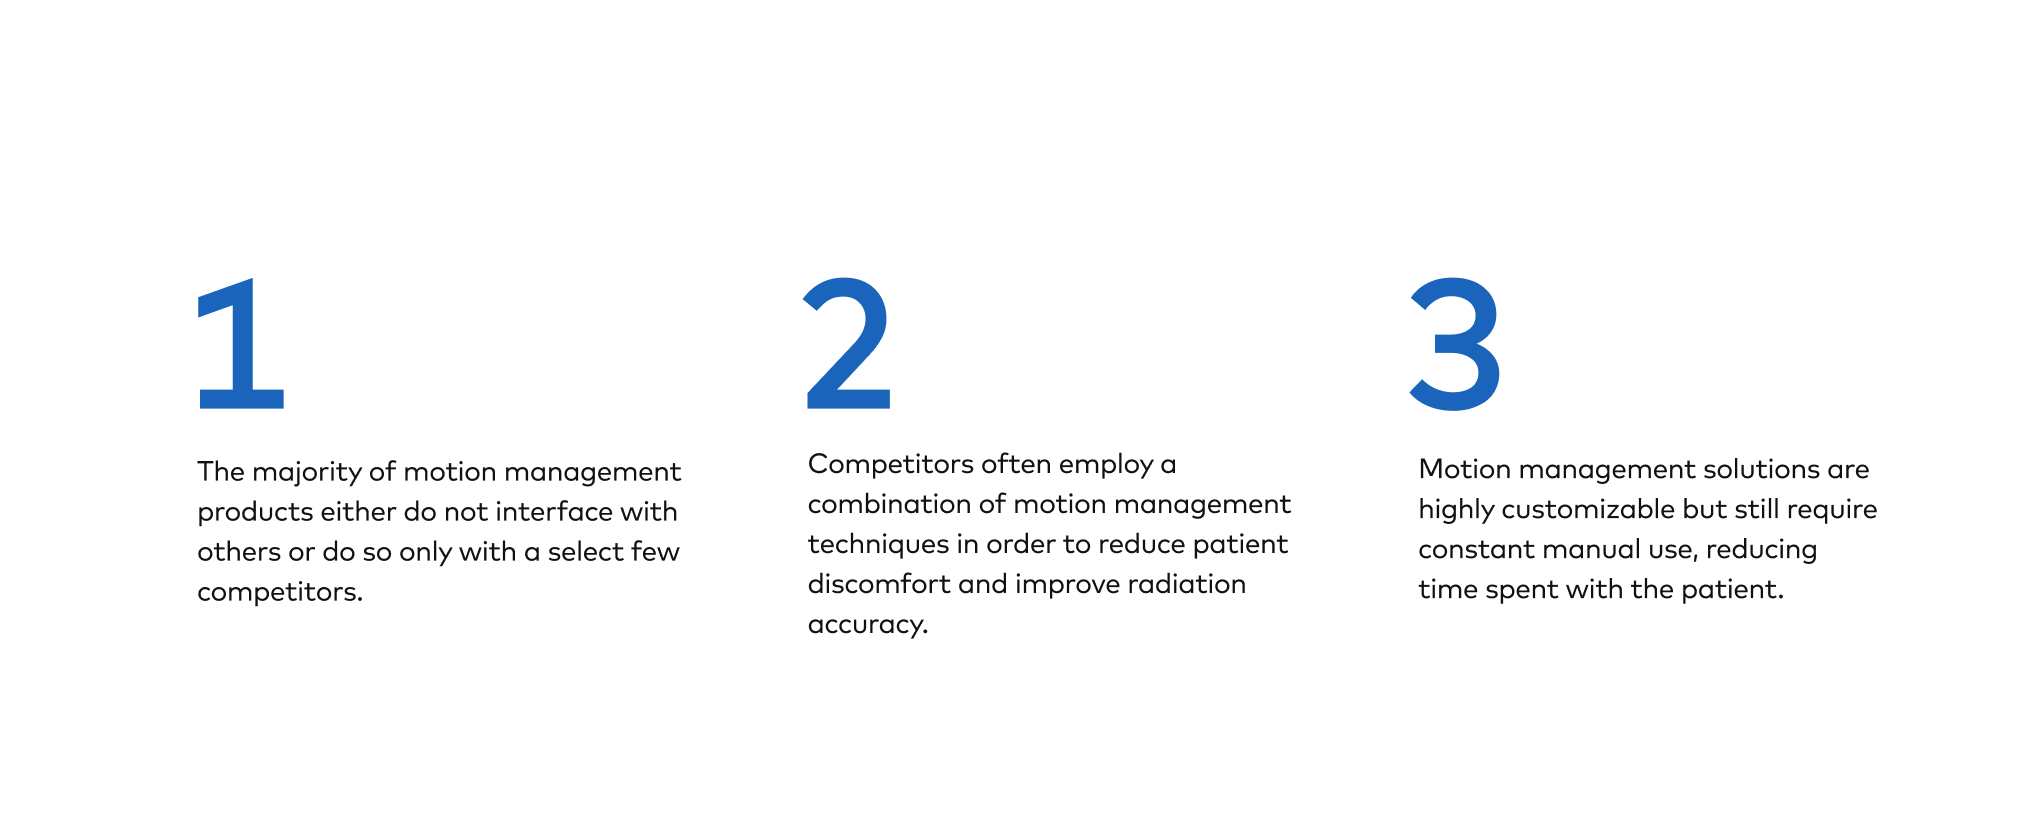 1
The majority of motion management
products either do not interface with
others or do so only with a select few
competitors.
2
Competitors often employ a
combination of motion management
techniques in order to reduce patient
discomfort and improve radiation
accuracy.
3
Motion management solutions are
highly customizable but still require
constant manual use, reducing
time spent with the patient.